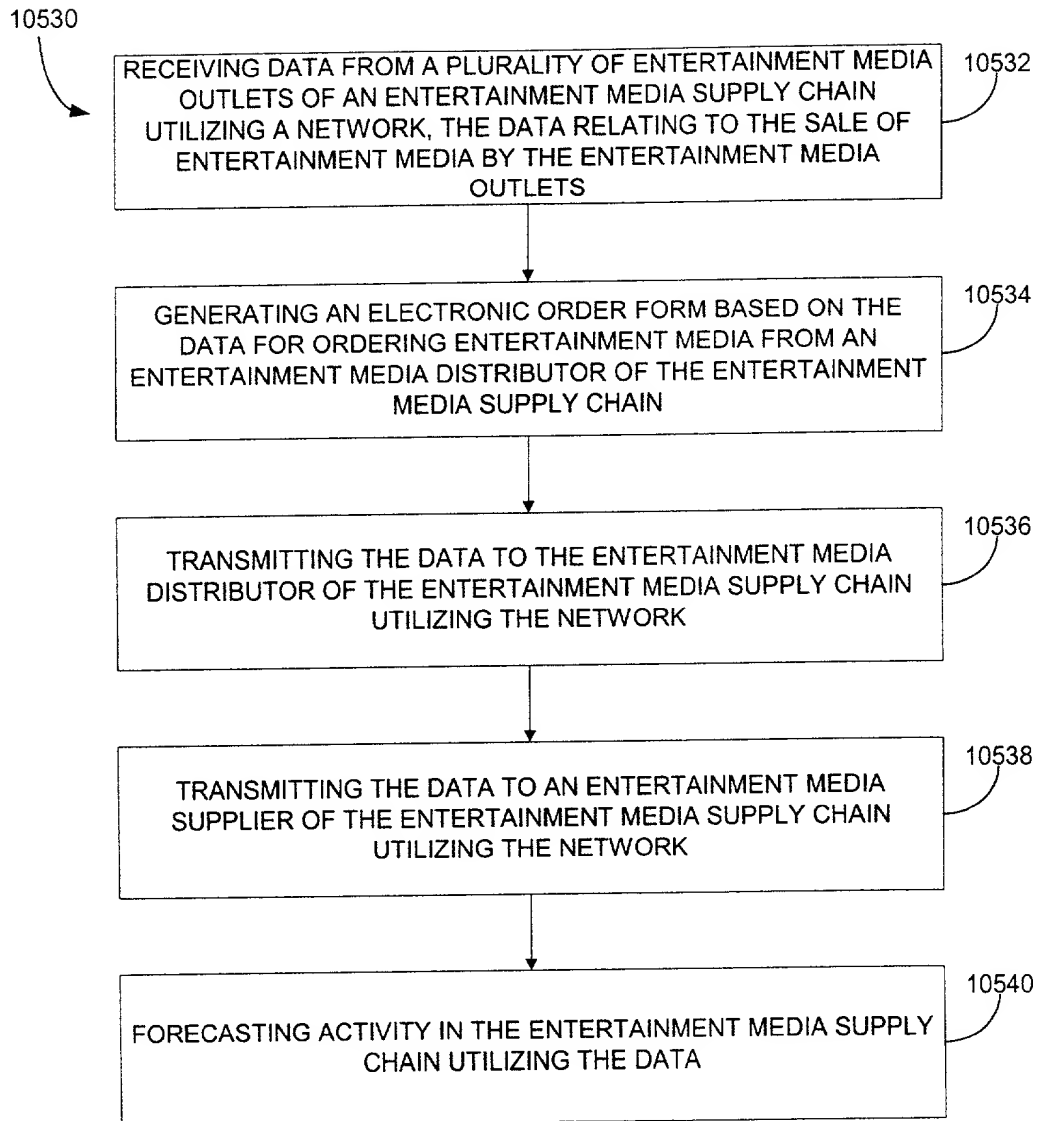 10530
RECEIVING DATA FROM A PLURALITY OF ENTERTAINMENT MEDIA
OUTLETS OF AN ENTERTAINMENT MEDIA SUPPLY CHAIN
UTILIZING A NETWORK, THE DATA RELATING TO THE SALE OF
ENTERTAINMENT MEDIA BY THE ENTERTAINMENT MEDIA
OUTLETS
10532
GENERATING AN ELECTRONIC ORDER FORM BASED ON THE
DATA FOR ORDERING ENTERTAINMENT MEDIA FROM AN
ENTERTAINMENT MEDIA DISTRIBUTOR OF THE ENTERTAINMENT
MEDIA SUPPLY CHAIN
10534
TRANSMITTING THE DATA TO THE ENTERTAINMENT MEDIA
DISTRIBUTOR OF THE ENTERTAINMENT MEDIA SUPPLY CHAIN
UTILIZING THE NETWORK
10536
TRANSMITTING THE DATA TO AN ENTERTAINMENT MEDIA
SUPPLIER OF THE ENTERTAINMENT MEDIA SUPPLY CHAIN
UTILIZING THE NETWORK
10538
FORECASTING ACTIVITY IN THE ENTERTAINMENT MEDIA SUPPLY
CHAIN UTILIZING THE DATA
10540